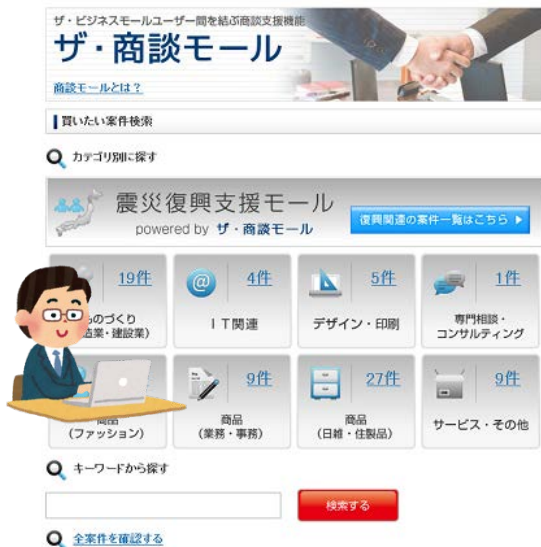 ザ・ビジネスモールユーザー間を結ぶ商談支援機能
ザ・商談モール
商談モールとは？
買いたい案件検索
カテゴリ別に探す
震災復興支援モール
powered by ザ・商談モール
復興関連の案件一覧はこちら
19件
4件
5件
1件
ものづくり
造業・建設業）
ＩＴ関連
デザイン・印刷
専門相談・
コンサルティング
9件
27件
9件
商品
（ファッション）
商品
（業務・事務）
商品
（日雑・住製品）
サービス・その他
キーワードから探す
検索する
全案件を確認する